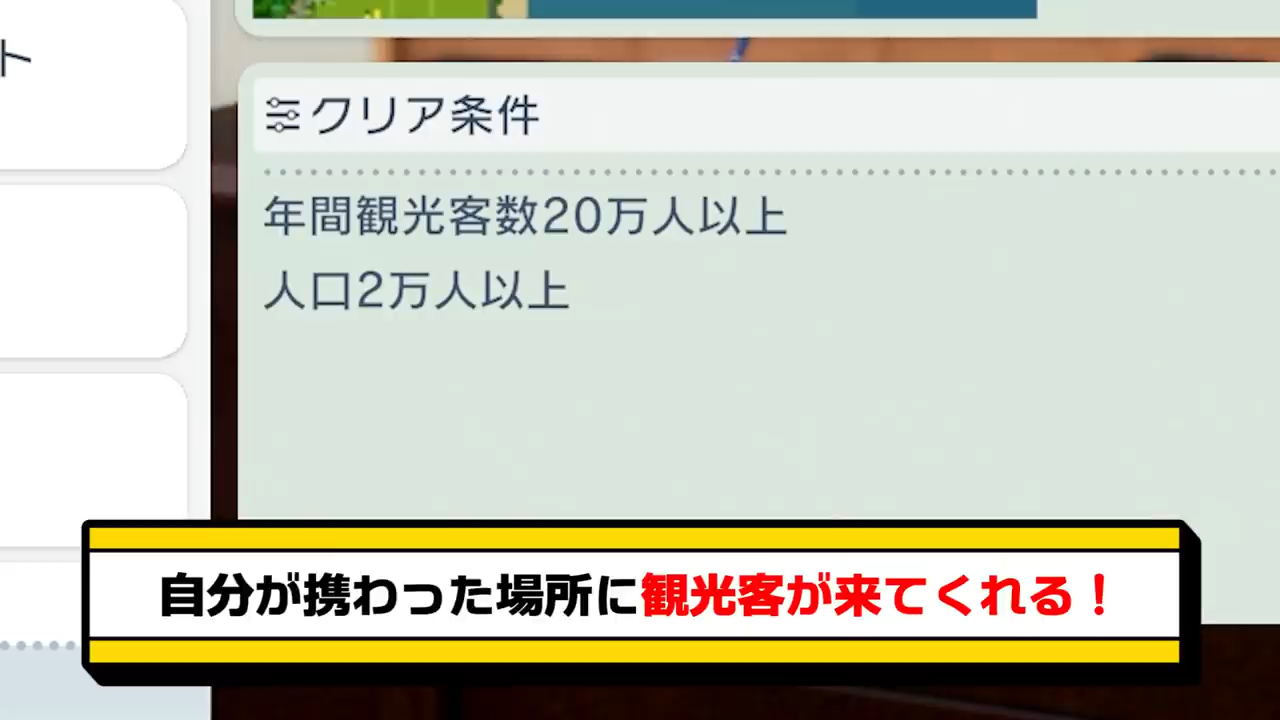 ト
クリア条件
年間観光客数20万人以上
人口2万人以上
自分が携わった場所に観光客が来てくれる！